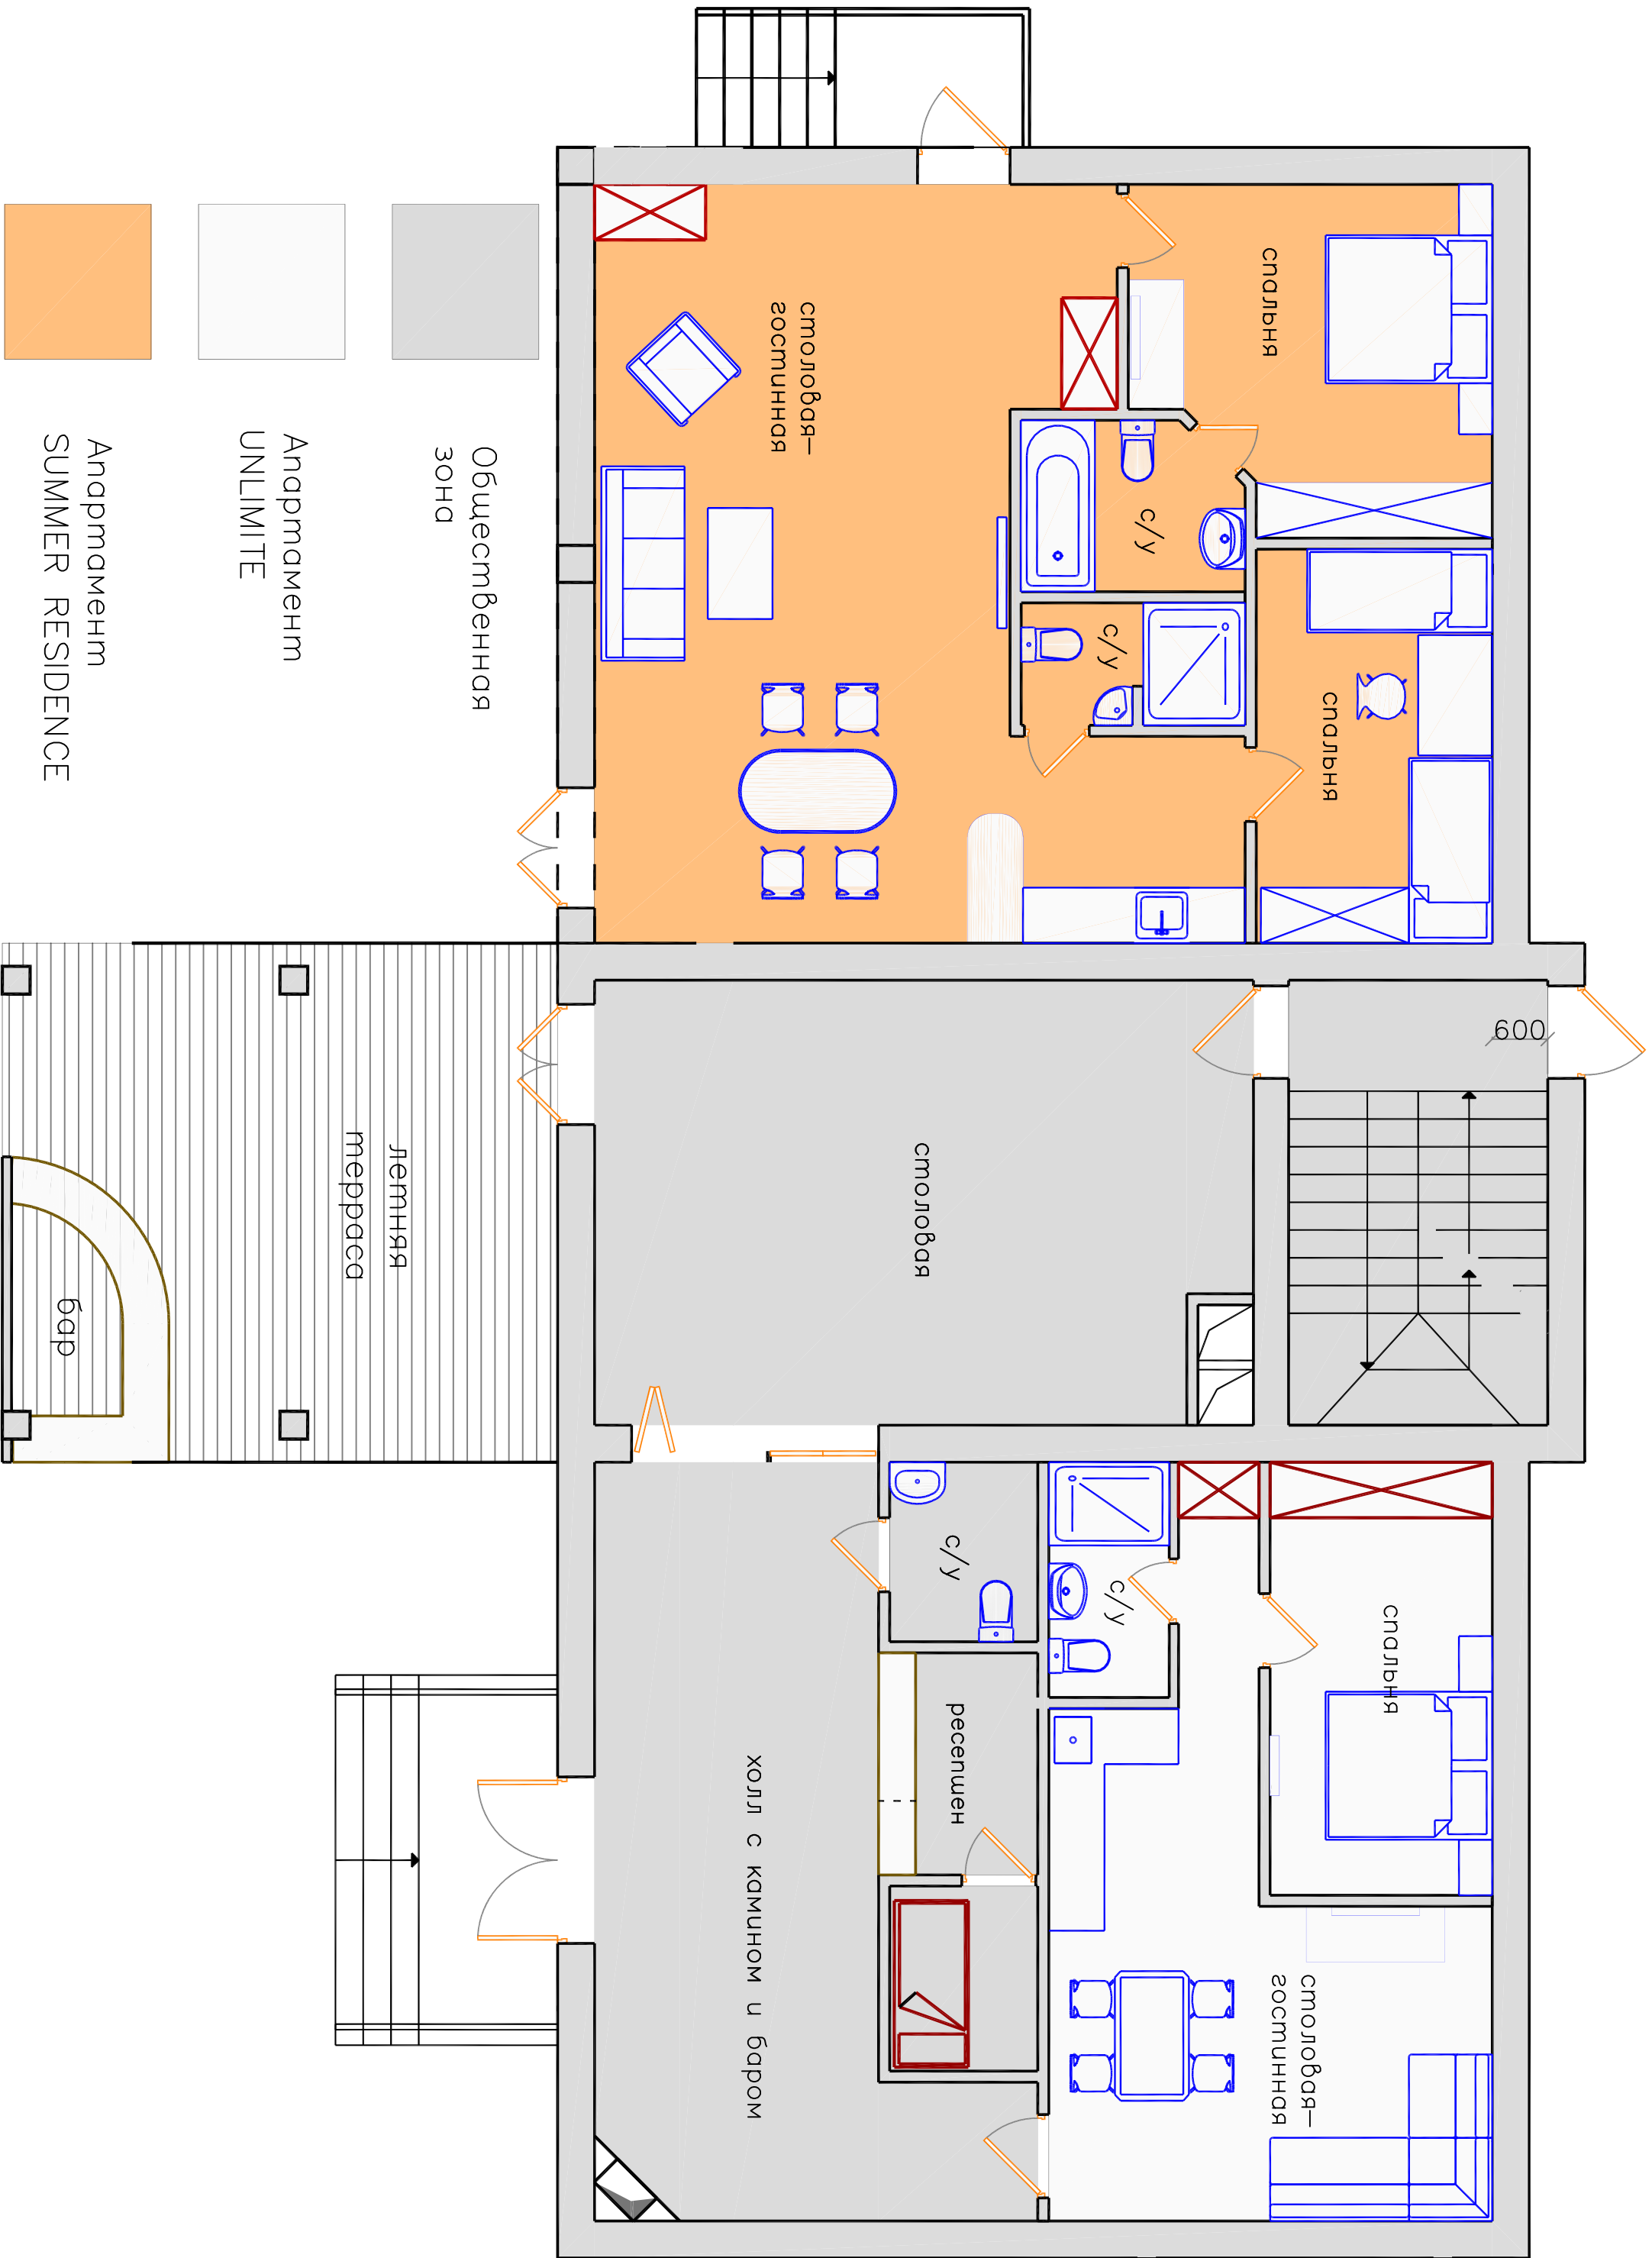 600
спальня
спальня
столовая–
гостинная
спальня
с/у
с/у
с/у
с/у
ресепшен
столовая
столовая–
гостинная
холл с камином и баром
Общественная
зона
летняя
терраса
Апартамент
UNLIMITE
Апартамент
SUMMER RESIDENCE
бар